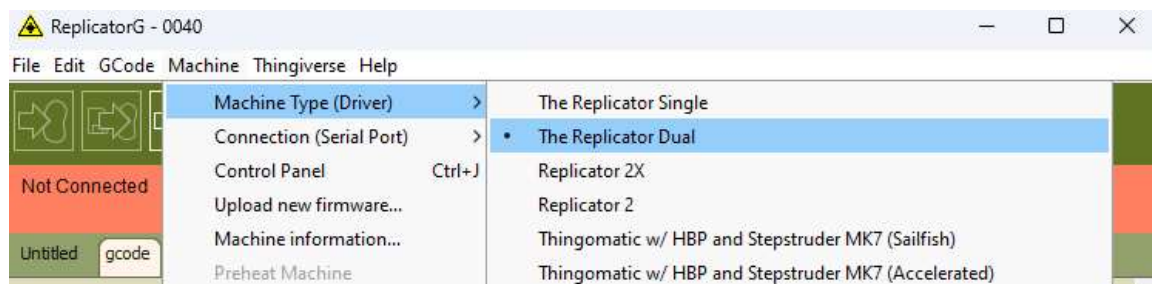 ReplicatorG - 0040
File Edit GCode Machine Thingiverse Help
Machine Type (Driver) > The Replicator Single
Connection (Serial Port) > • The Replicator Dual
Control Panel Ctrl+J Replicator 2X
Not Connected
Upload new firmware... Replicator 2
Untitled gcode Machine information... Thingomatic w/ HBP and Stepstruder MK7 (Sailfish)
Preheat Machine Thingomatic w/ HBP and Stepstruder MK7 (Accelerated)